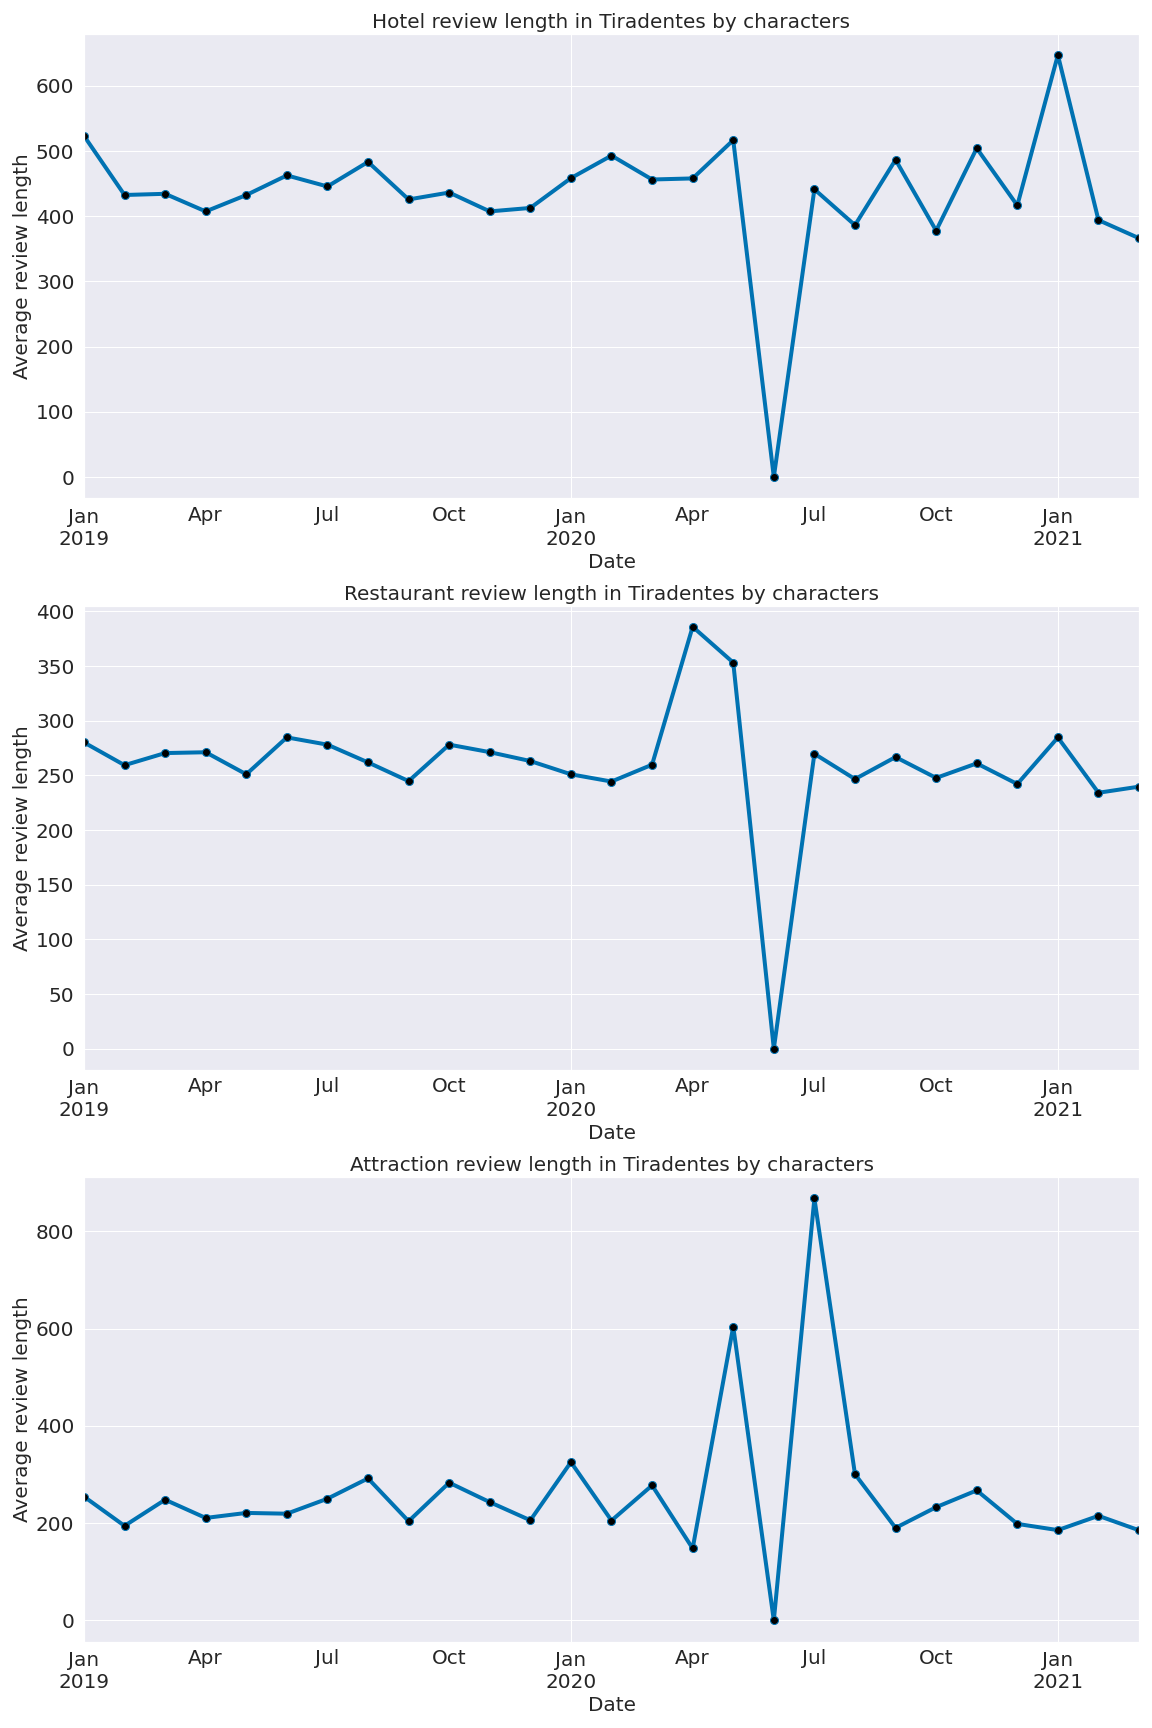 Hotel review length in Tiradentes by characters
Average review length
600
500
400
300
200
100
0
Jan Apr Jul Oct Jan Apr Jul Oct Jan
2019 2020 2021
Date
Restaurant review length in Tiradentes by characters
Average review length
400
350
300
250
200
150
100
50
0
Jan Apr Jul Oct Jan Apr Jul Oct Jan
2019 2020 2021
Date
Attraction review length in Tiradentes by characters
Average review length
800
600
400
200
0
Jan Apr Jul Oct Jan Apr Jul Oct Jan
2019 2020 2021
Date